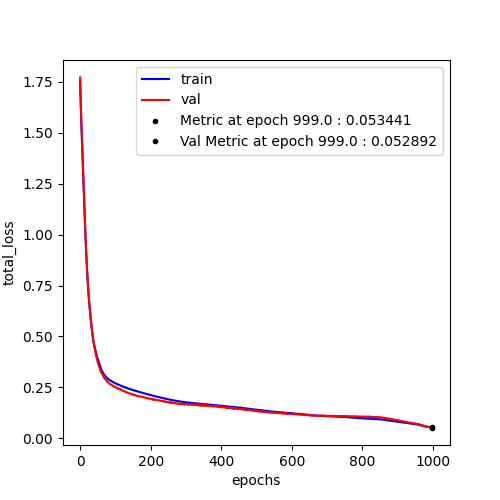 train
val
Metric at epoch 999.0 : 0.053441
Val Metric at epoch 999.0 : 0.052892
1.75
1.50
1.25
1.00
0.75
0.50
0.25
0.00
total_loss
0 200 400 600 800 1000
epochs